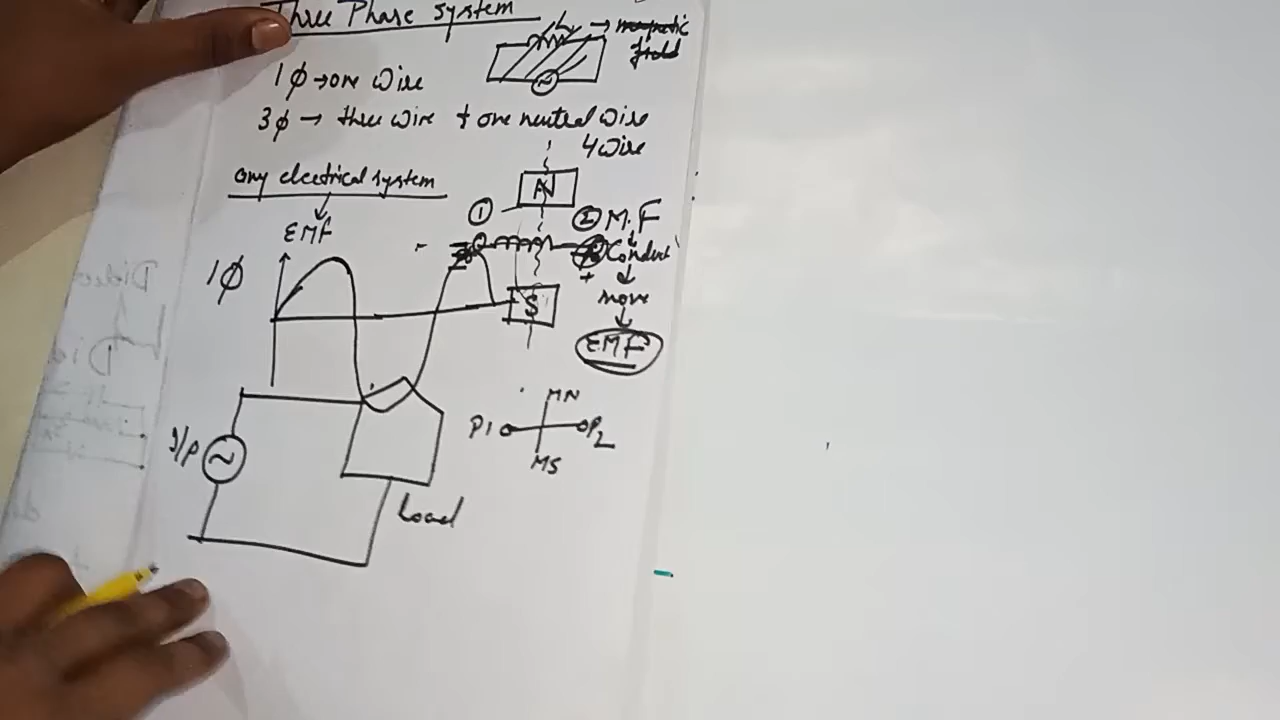 Three Phase system
L → magnetic
field
1ϕ → one wire
3ϕ → three wire + one neutral wire
4 wire
any electrical system
↓
EMF
N
① ② M.F
↓
Conduct
↓
move
↓
EMF
- +
S
1ϕ
I/P
~
Load
MN
P1 P2
MS